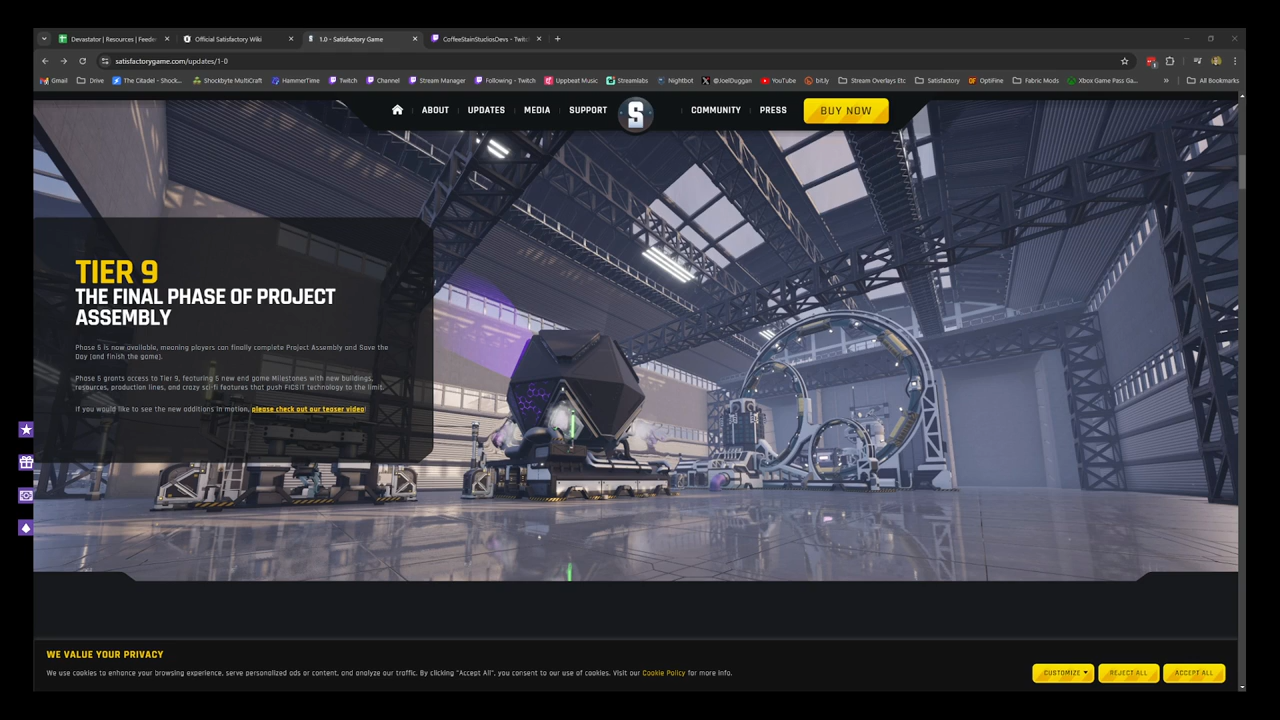 Devastator | Resources | Feede
Official Satisfactory Wiki
1.0 - Satisfactory Game
CoffeeStainStudiosDevs - Twitc
satisfactorygame.com/updates/1-0
Gmail
Drive
The Citadel - Shock...
Shockbyte MultiCraft
HammerTime
Twitch
Channel
Stream Manager
Following - Twitch
Uppbeat Music
Streamlabs
Nightbot
@JoelDuggan
YouTube
bit.ly
Stream Overlays Etc
Satisfactory
OptiFine
Fabric Mods
Xbox Game Pass Ga...
»
All Bookmarks
ABOUT
UPDATES
MEDIA
SUPPORT
S
COMMUNITY
PRESS
BUY NOW
TIER 9
THE FINAL PHASE OF PROJECT
ASSEMBLY
Phase 5 is now available, meaning players can finally complete Project Assembly and Save the
Day (and finish the game).
Phase 5 grants access to Tier 9, featuring 5 new end game Milestones with new buildings,
resources, production lines, and crazy sci-fi features that push FICSIT technology to the limit.
If you would like to see the new additions in motion, please check out our teaser video!
WE VALUE YOUR PRIVACY
We use cookies to enhance your browsing experience, serve personalized ads or content, and analyze our traffic. By clicking "Accept All", you consent to our use of cookies. Visit our Cookie Policy for more info.
CUSTOMIZE
REJECT ALL
ACCEPT ALL